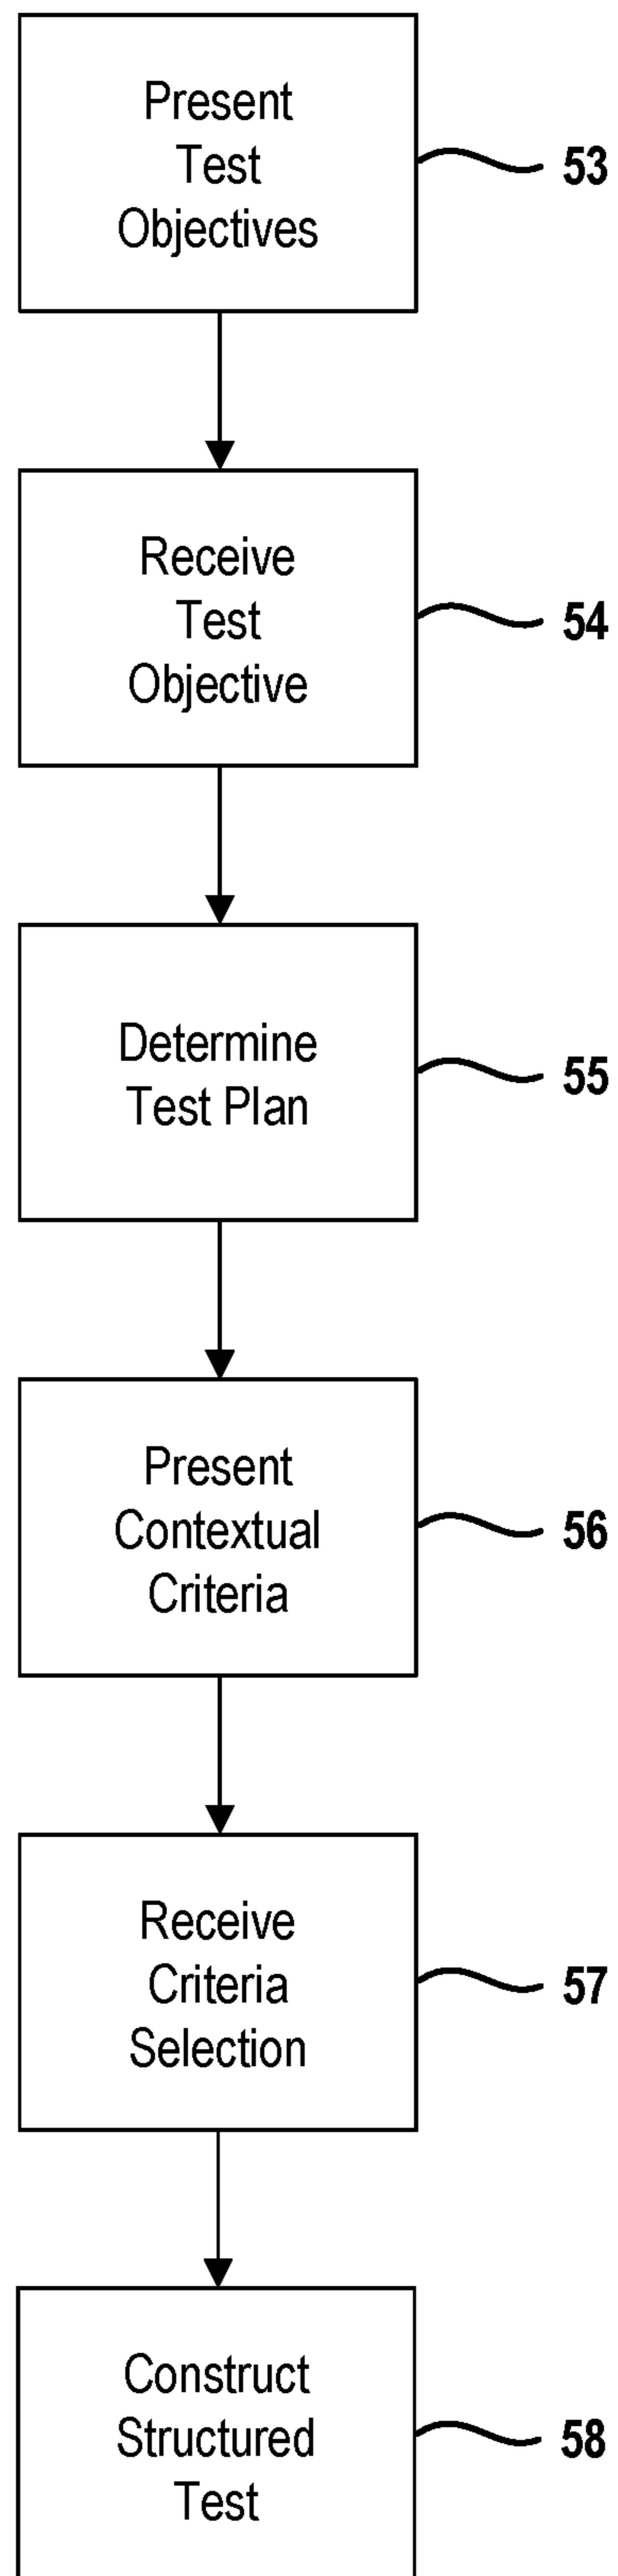 Present
Test
Objectives
53
Receive
Test
Objective
54
Determine
Test Plan
55
Present
Contextual
Criteria
56
Receive
Criteria
Selection
57
Construct
Structured
Test
58